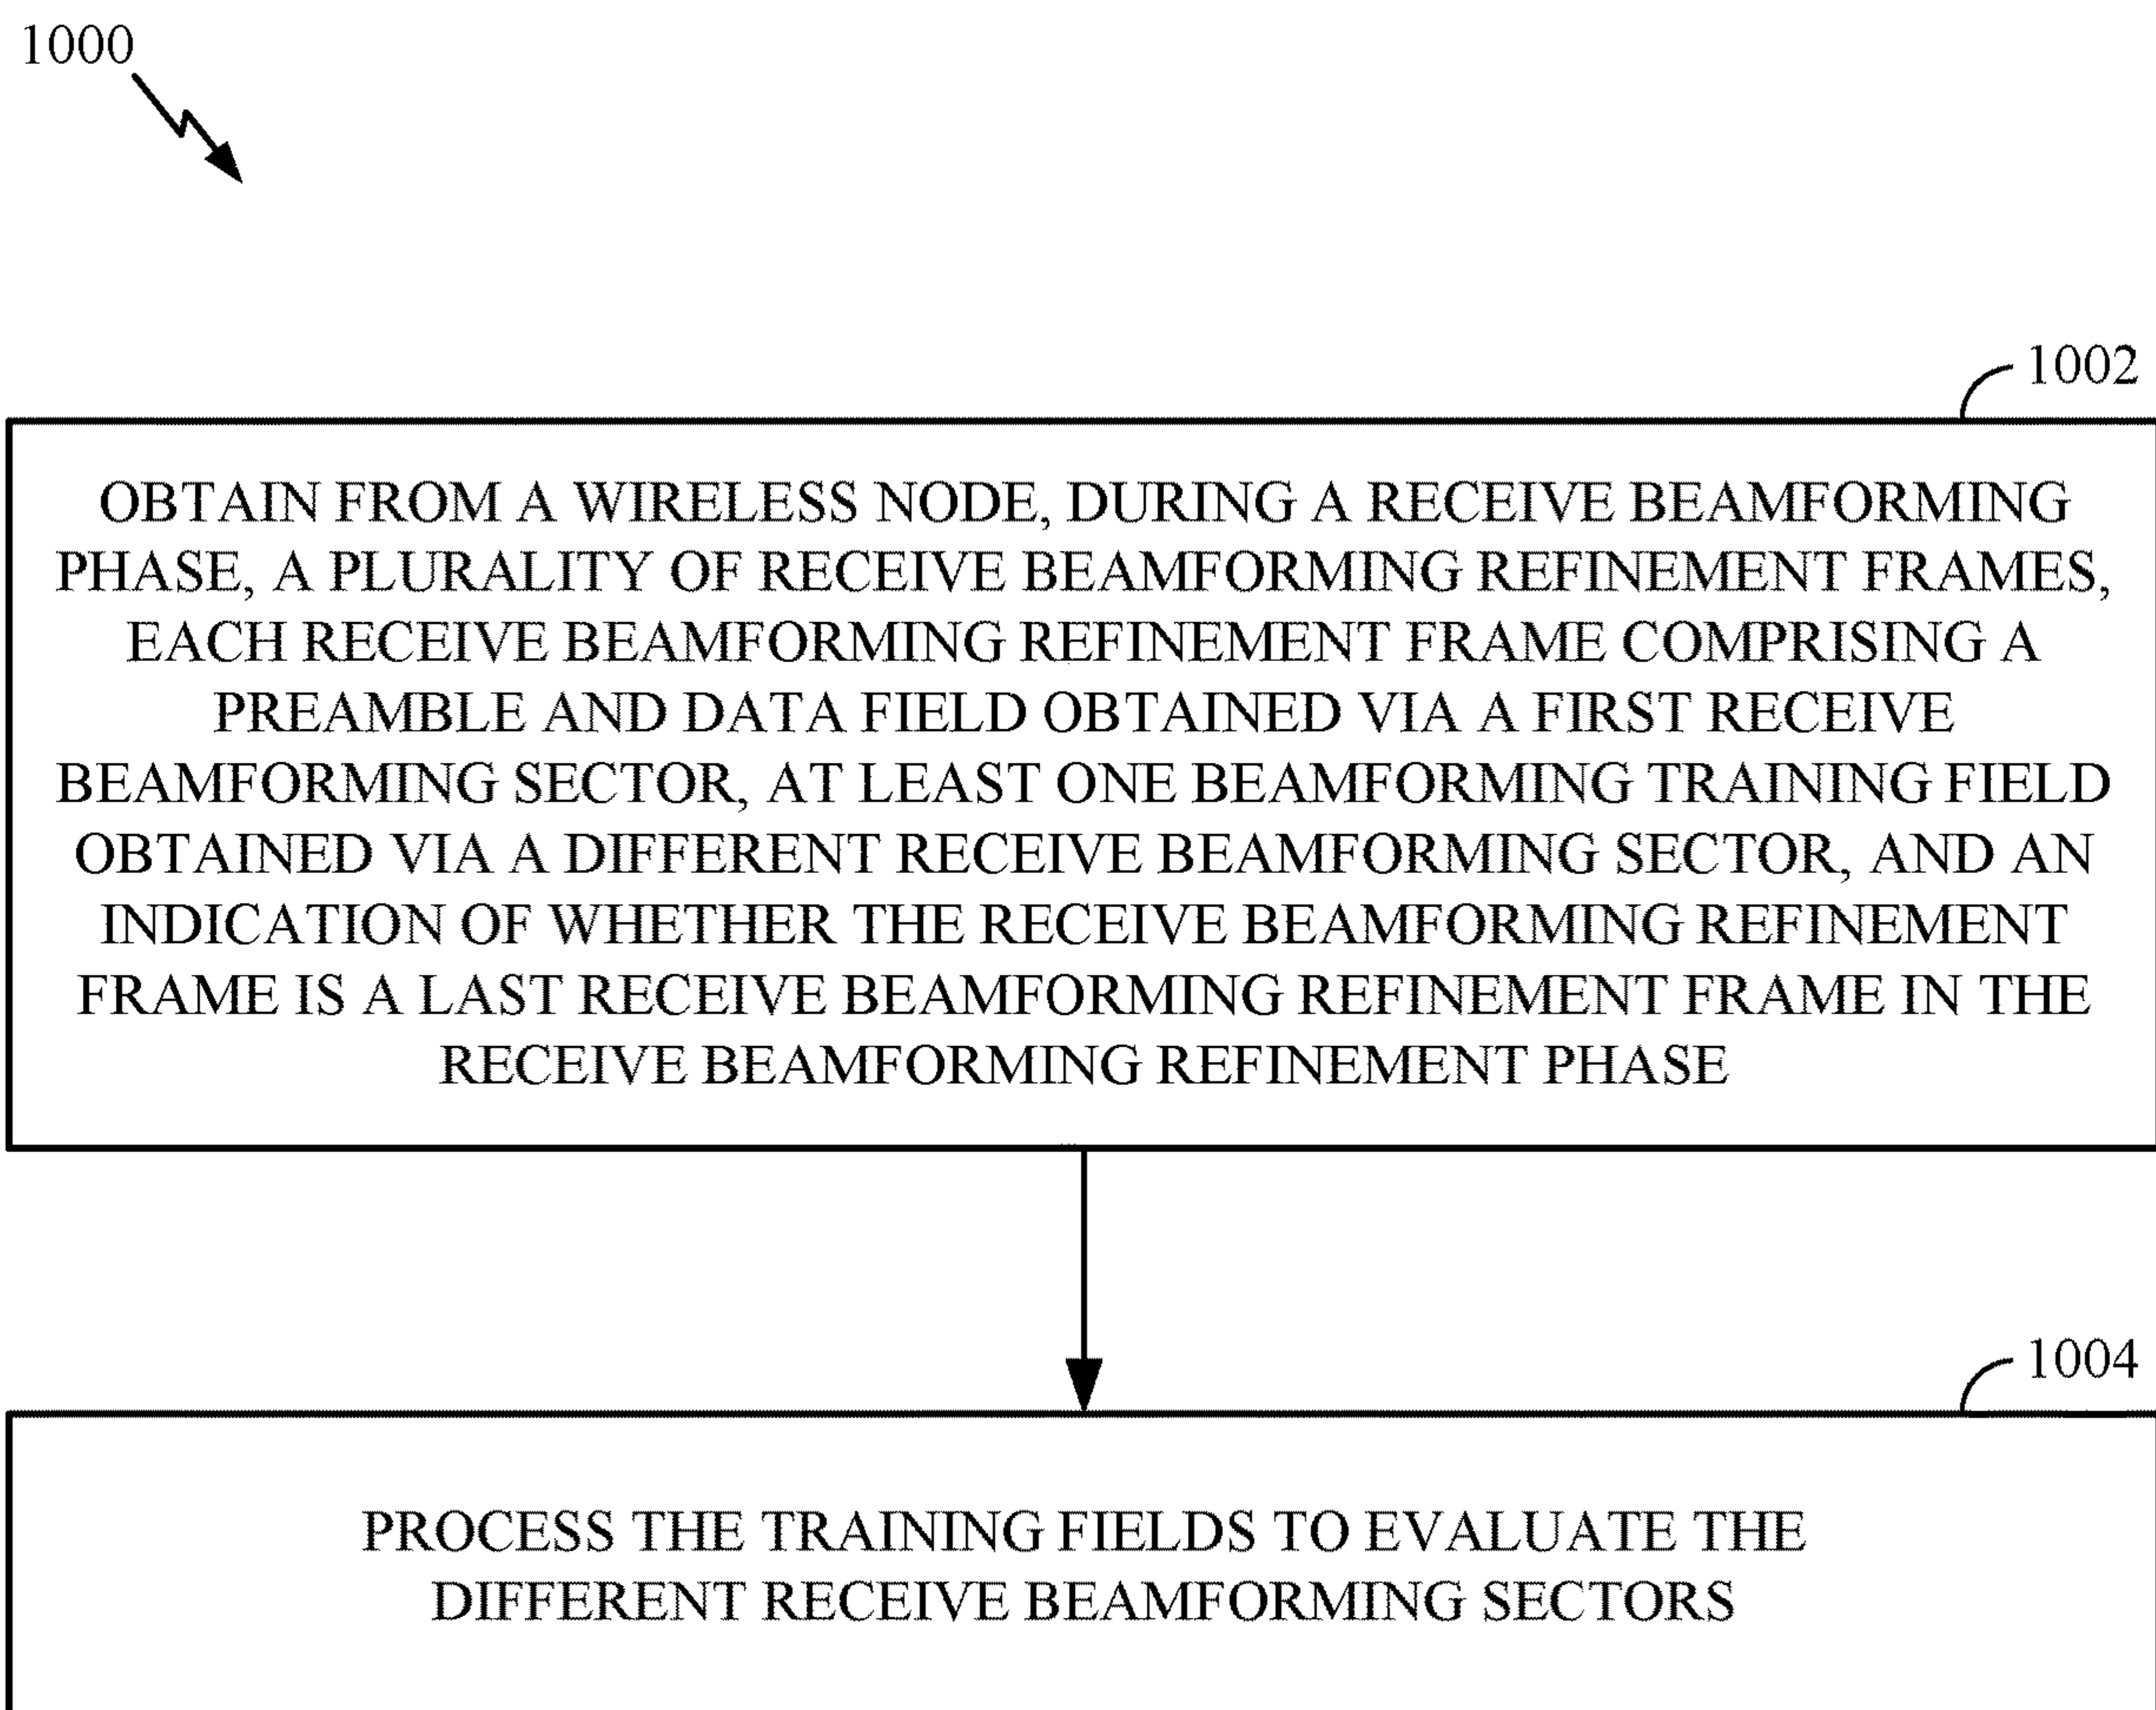 1000
1002
OBTAIN FROM A WIRELESS NODE, DURING A RECEIVE BEAMFORMING
PHASE, A PLURALITY OF RECEIVE BEAMFORMING REFINEMENT FRAMES,
EACH RECEIVE BEAMFORMING REFINEMENT FRAME COMPRISING A
PREAMBLE AND DATA FIELD OBTAINED VIA A FIRST RECEIVE
BEAMFORMING SECTOR, AT LEAST ONE BEAMFORMING TRAINING FIELD
OBTAINED VIA A DIFFERENT RECEIVE BEAMFORMING SECTOR, AND AN
INDICATION OF WHETHER THE RECEIVE BEAMFORMING REFINEMENT
FRAME IS A LAST RECEIVE BEAMFORMING REFINEMENT FRAME IN THE
RECEIVE BEAMFORMING REFINEMENT PHASE
1004
PROCESS THE TRAINING FIELDS TO EVALUATE THE
DIFFERENT RECEIVE BEAMFORMING SECTORS